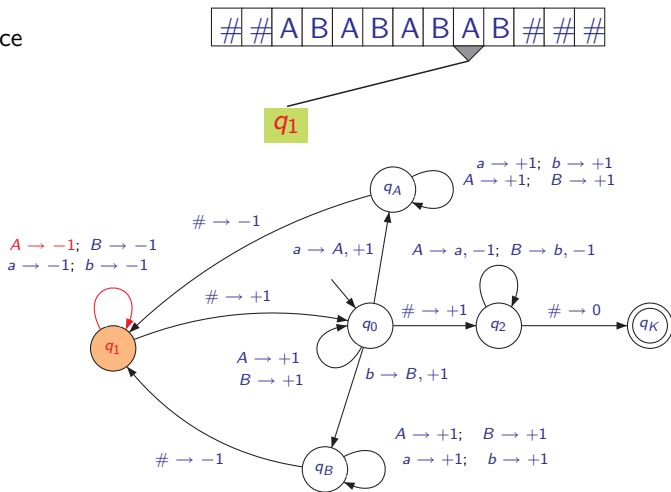 # # A B A B A B A B # # #
ce
q1
a → +1; b → +1
A → +1; B → +1
qA
# → −1
A → −1; B → −1
a → −1; b → −1
a → A, +1
A → a, −1; B → b, −1
# → +1
# → +1
# → 0
q1
q0
q2
qK
A → +1
B → +1
b → B, +1
A → +1; B → +1
a → +1; b → +1
# → −1
qB